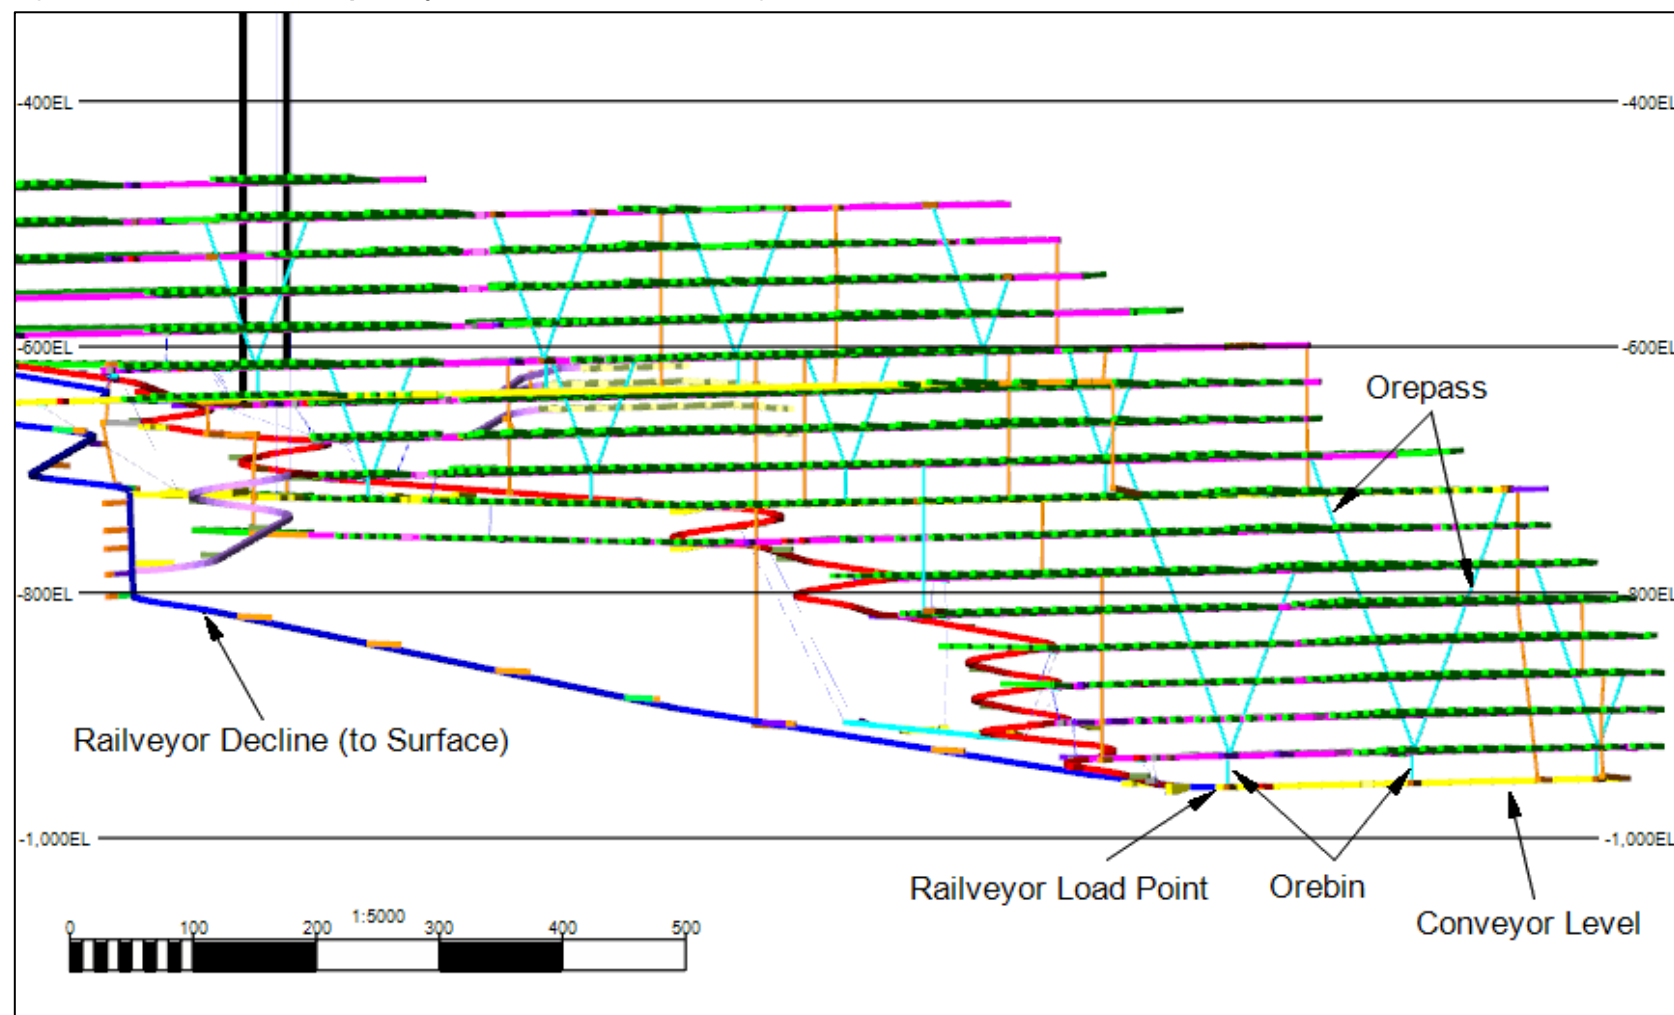 -400EL
-400EL
-600EL
-600EL
Orepass
-800EL
-800EL
Railveyor Decline (to Surface)
-1,000EL
-1,000EL
Railveyor Load Point
Orebin
Conveyor Level
1:5000
0 100 200 300 400 500